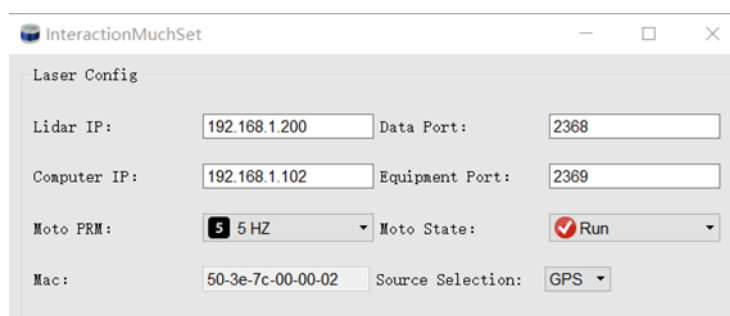 InteractionMuchSet
Laser Config
Lidar IP: 192.168.1.200 Data Port: 2368
Computer IP: 192.168.1.102 Equipment Port: 2369
Moto PRM: 5 5 HZ Moto State: Run
Mac: 50-3e-7c-00-00-02 Source Selection: GPS